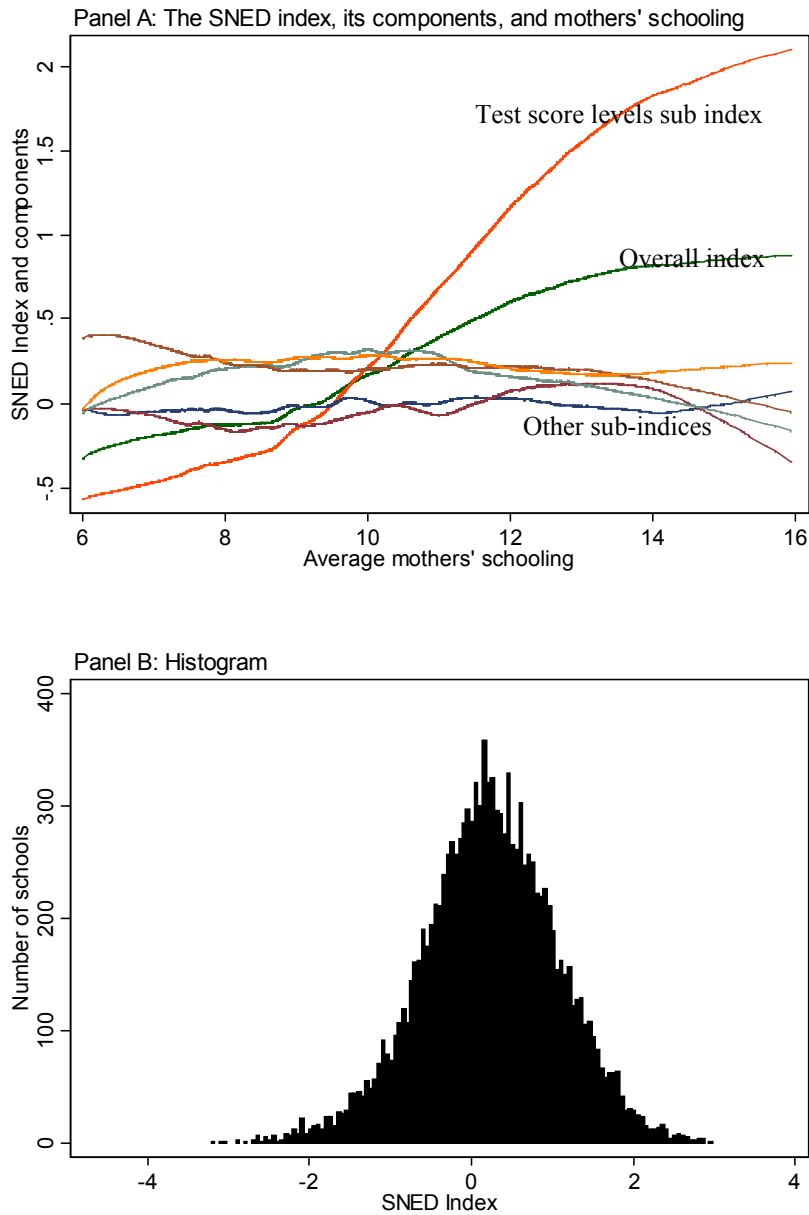 Panel A: The SNED index, its components, and mothers' schooling
SNED Index and components
2
1.5
1
.5
0
-.5
Test score levels sub index
Overall index
Other sub-indices
6 8 10 12 14 16
Average mothers' schooling
Panel B: Histogram
Number of schools
400
300
200
100
0
-4 -2 0 2 4
SNED Index